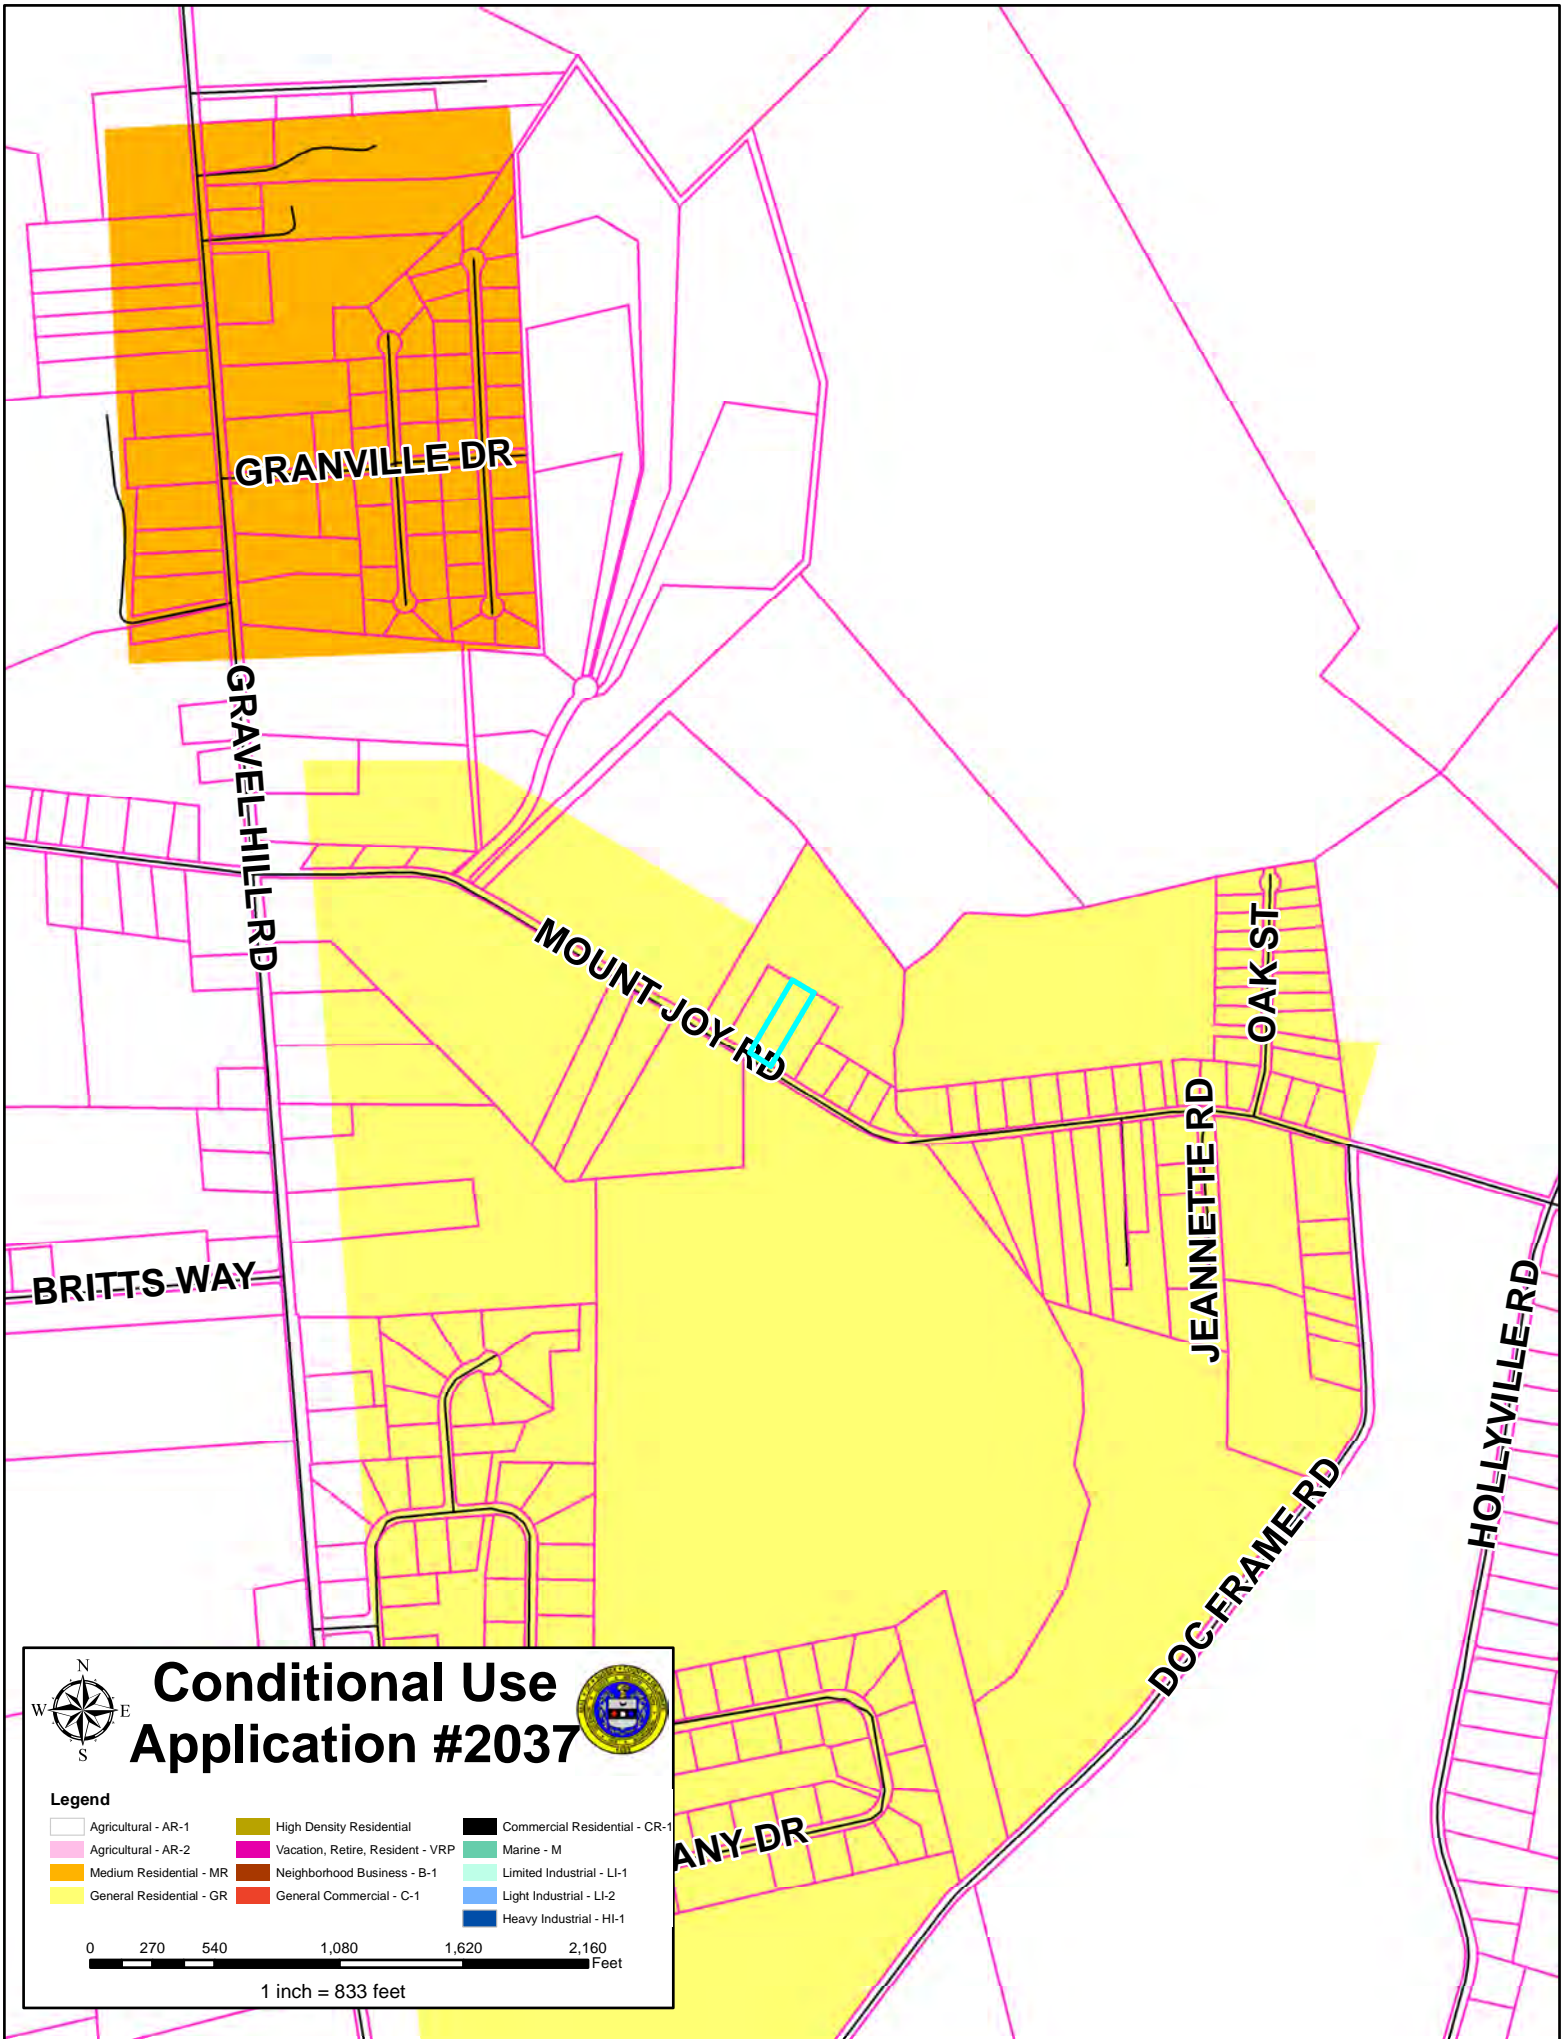 GRANVILLE DR
GRAVEL HILL RD
MOUNT JOY RD
OAK ST
JEANNETTE RD
BRITTS WAY
HOLLYVILLE RD
DOC FRAME RD
ANY DR
N
W E
S
Conditional Use
Application #2037
Legend
Agricultural - AR-1
Agricultural - AR-2
Medium Residential - MR
General Residential - GR
High Density Residential
Vacation, Retire, Resident - VRP
Neighborhood Business - B-1
General Commercial - C-1
Commercial Residential - CR-1
Marine - M
Limited Industrial - LI-1
Light Industrial - LI-2
Heavy Industrial - HI-1
0 270 540 1,080 1,620 2,160
Feet
1 inch = 833 feet